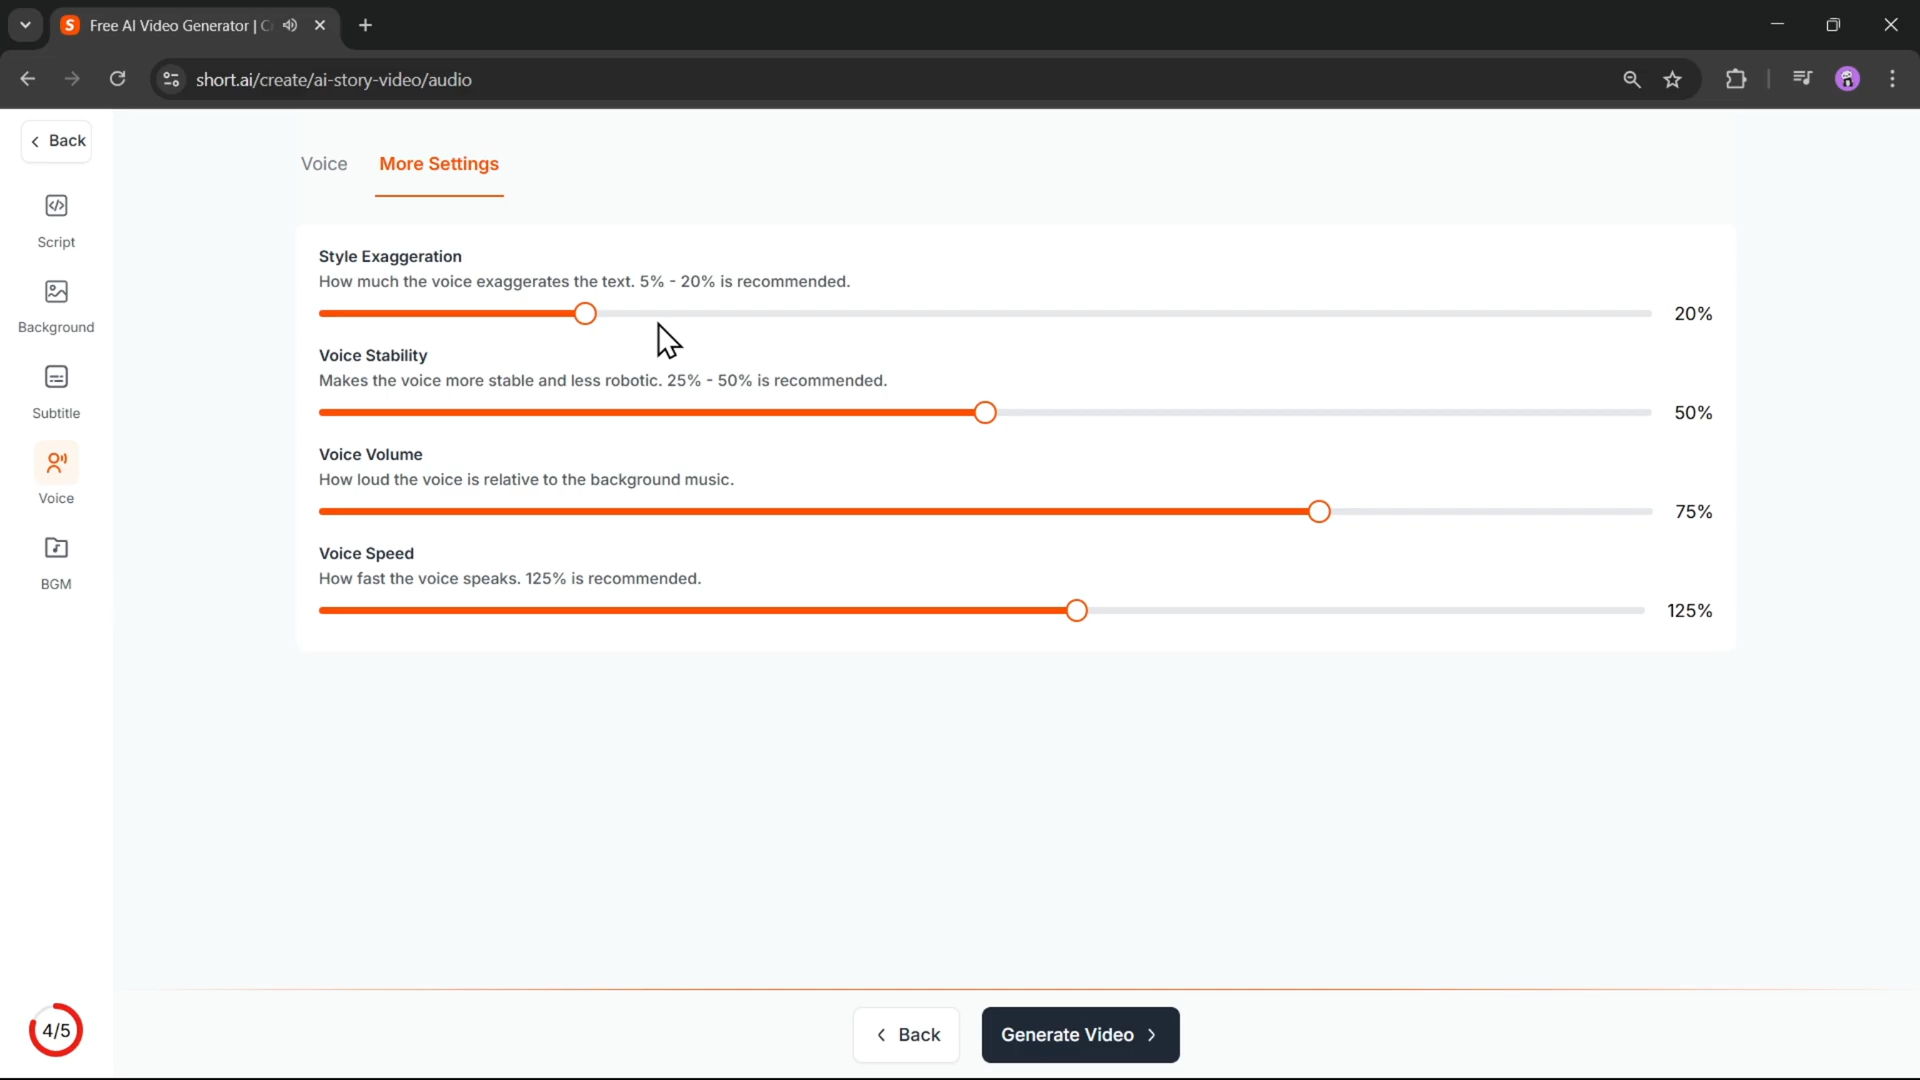 Free AI Video Generator | C
short.ai/create/ai-story-video/audio
Back
Script
Background
Subtitle
Voice
BGM
4/5
Voice
More Settings
Style Exaggeration
How much the voice exaggerates the text. 5% - 20% is recommended.
20%
Voice Stability
Makes the voice more stable and less robotic. 25% - 50% is recommended.
50%
Voice Volume
How loud the voice is relative to the background music.
75%
Voice Speed
How fast the voice speaks. 125% is recommended.
125%
Back
Generate Video